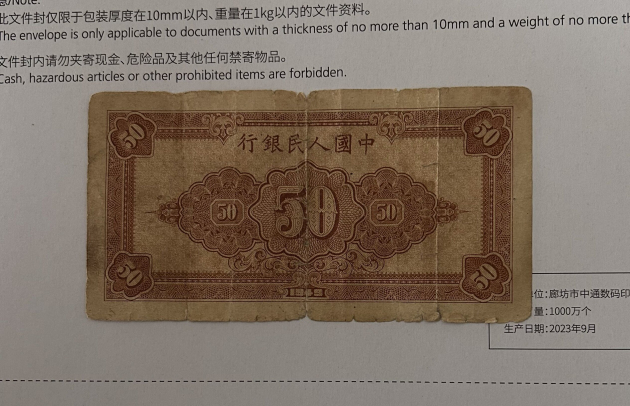 此文件封仅限于包装厚度在10mm以内、重量在1kg以内的文件资料。
The envelope is only applicable to documents with a thickness of no more than 10mm and a weight of no more
文件封内请勿夹寄现金、危险品及其他任何禁寄物品。
Cash, hazardous articles or other prohibited items are forbidden.
50 50
行銀民人國中
50 50 50
50 50
位:廊坊市中通数码印
量:1000万个
生产日期:2023年9月